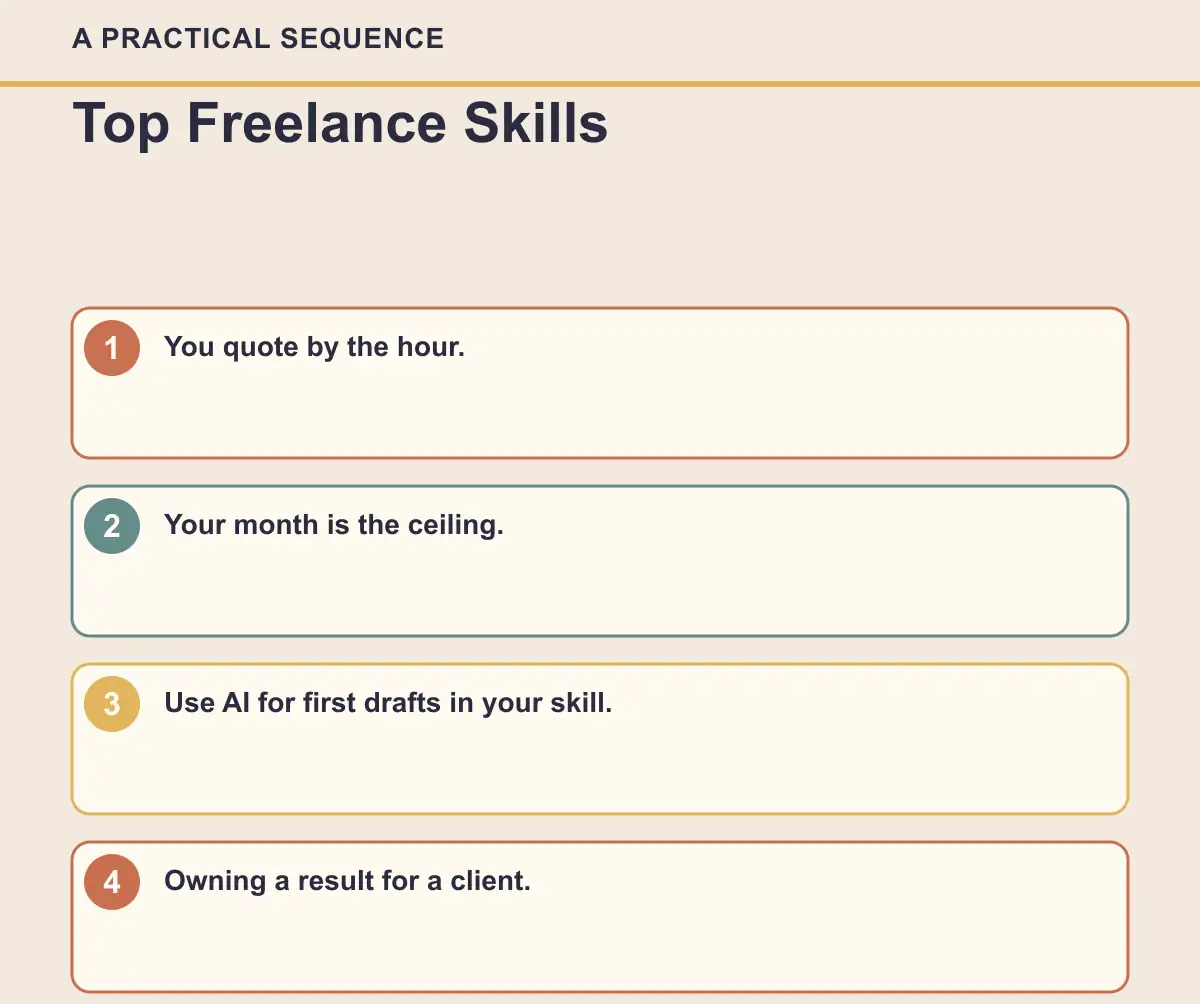 A PRACTICAL SEQUENCE
Top Freelance Skills
1
You quote by the hour.
2
Your month is the ceiling.
3
Use AI for first drafts in your skill.
4
Owning a result for a client.